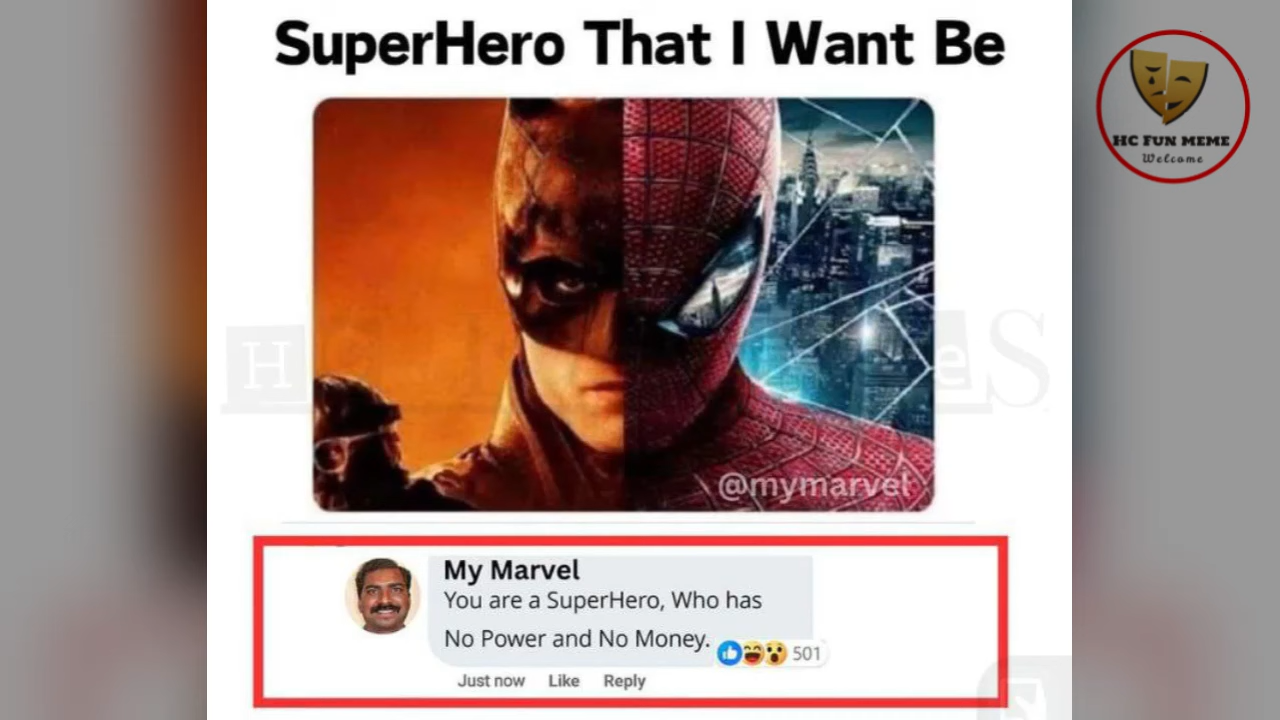 SuperHero That I Want Be
HC FUN MEME
Welcome
@mymarvel
My Marvel
You are a SuperHero, Who has
No Power and No Money.
501
Just now Like Reply